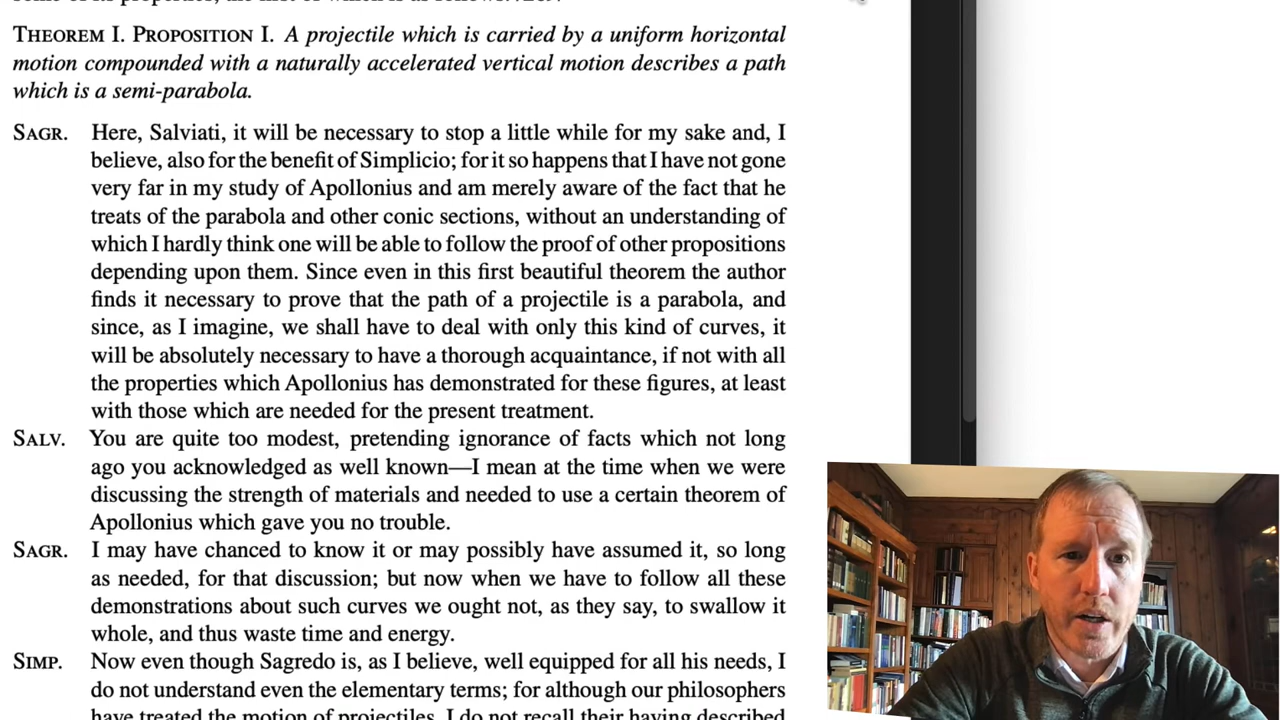 THEOREM I. PROPOSITION I. A projectile which is carried by a uniform horizontal
motion compounded with a naturally accelerated vertical motion describes a path
which is a semi-parabola.
SAGR. Here, Salviati, it will be necessary to stop a little while for my sake and, I
believe, also for the benefit of Simplicio; for it so happens that I have not gone
very far in my study of Apollonius and am merely aware of the fact that he
treats of the parabola and other conic sections, without an understanding of
which I hardly think one will be able to follow the proof of other propositions
depending upon them. Since even in this first beautiful theorem the author
finds it necessary to prove that the path of a projectile is a parabola, and
since, as I imagine, we shall have to deal with only this kind of curves, it
will be absolutely necessary to have a thorough acquaintance, if not with all
the properties which Apollonius has demonstrated for these figures, at least
with those which are needed for the present treatment.
SALV. You are quite too modest, pretending ignorance of facts which not long
ago you acknowledged as well known—I mean at the time when we were
discussing the strength of materials and needed to use a certain theorem of
Apollonius which gave you no trouble.
SAGR. I may have chanced to know it or may possibly have assumed it, so long
as needed, for that discussion; but now when we have to follow all these
demonstrations about such curves we ought not, as they say, to swallow it
whole, and thus waste time and energy.
SIMP. Now even though Sagredo is, as I believe, well equipped for all his needs, I
do not understand even the elementary terms; for although our philosophers
have treated the motion of projectiles, I do not recall their having described